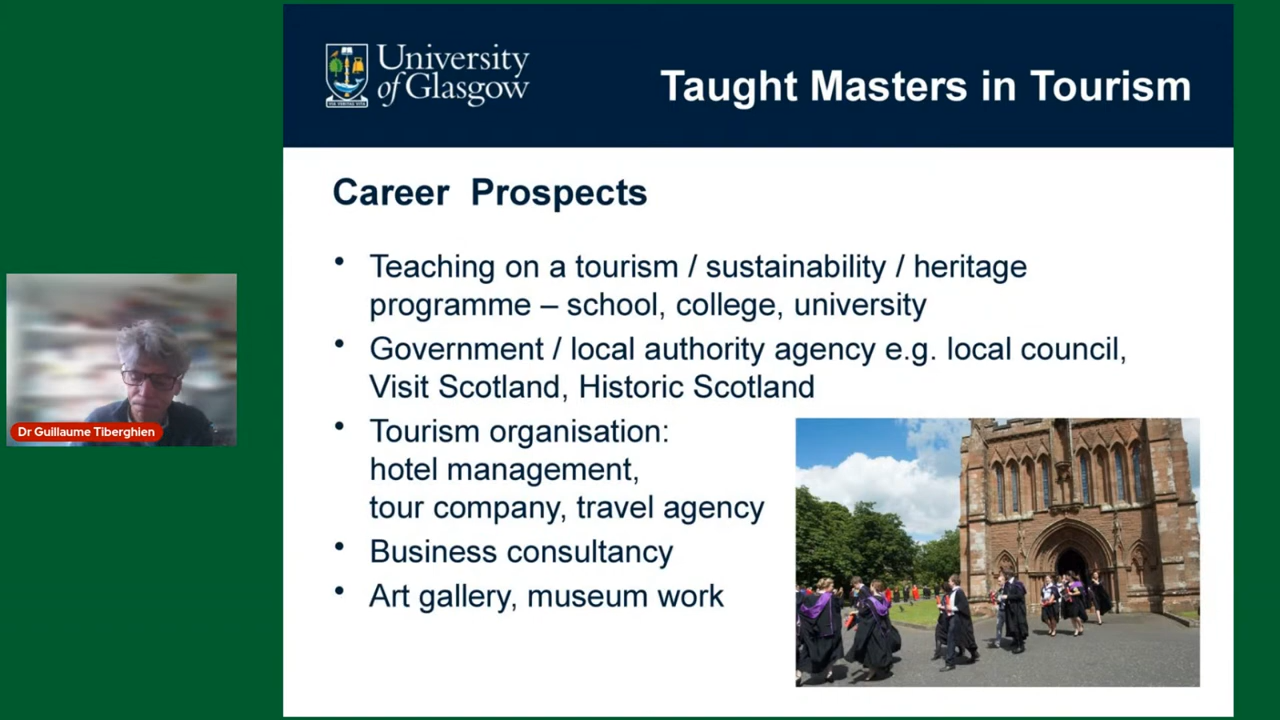 University
of Glasgow
Taught Masters in Tourism
Career Prospects
• Teaching on a tourism / sustainability / heritage
programme – school, college, university
• Government / local authority agency e.g. local council,
Visit Scotland, Historic Scotland
• Tourism organisation:
hotel management,
tour company, travel agency
• Business consultancy
• Art gallery, museum work
Dr Guillaume Tiberghien